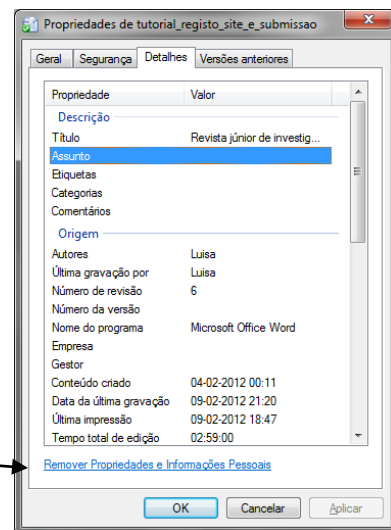 Propriedades de tutorial_registo_site_e_submissao
Geral Segurança Detalhes Versões anteriores
Propriedade Valor
Descrição
Título Revista júnior de investig...
Assunto
Etiquetas
Categorias
Comentários
Origem
Autores Luisa
Última gravação por Luisa
Número de revisão 6
Número da versão
Nome do programa Microsoft Office Word
Empresa
Gestor
Conteúdo criado 04-02-2012 00:11
Data da última gravação 09-02-2012 21:20
Última impressão 09-02-2012 18:47
Tempo total de edição 02:59:00
Remover Propriedades e Informações Pessoais
OK Cancelar Aplicar